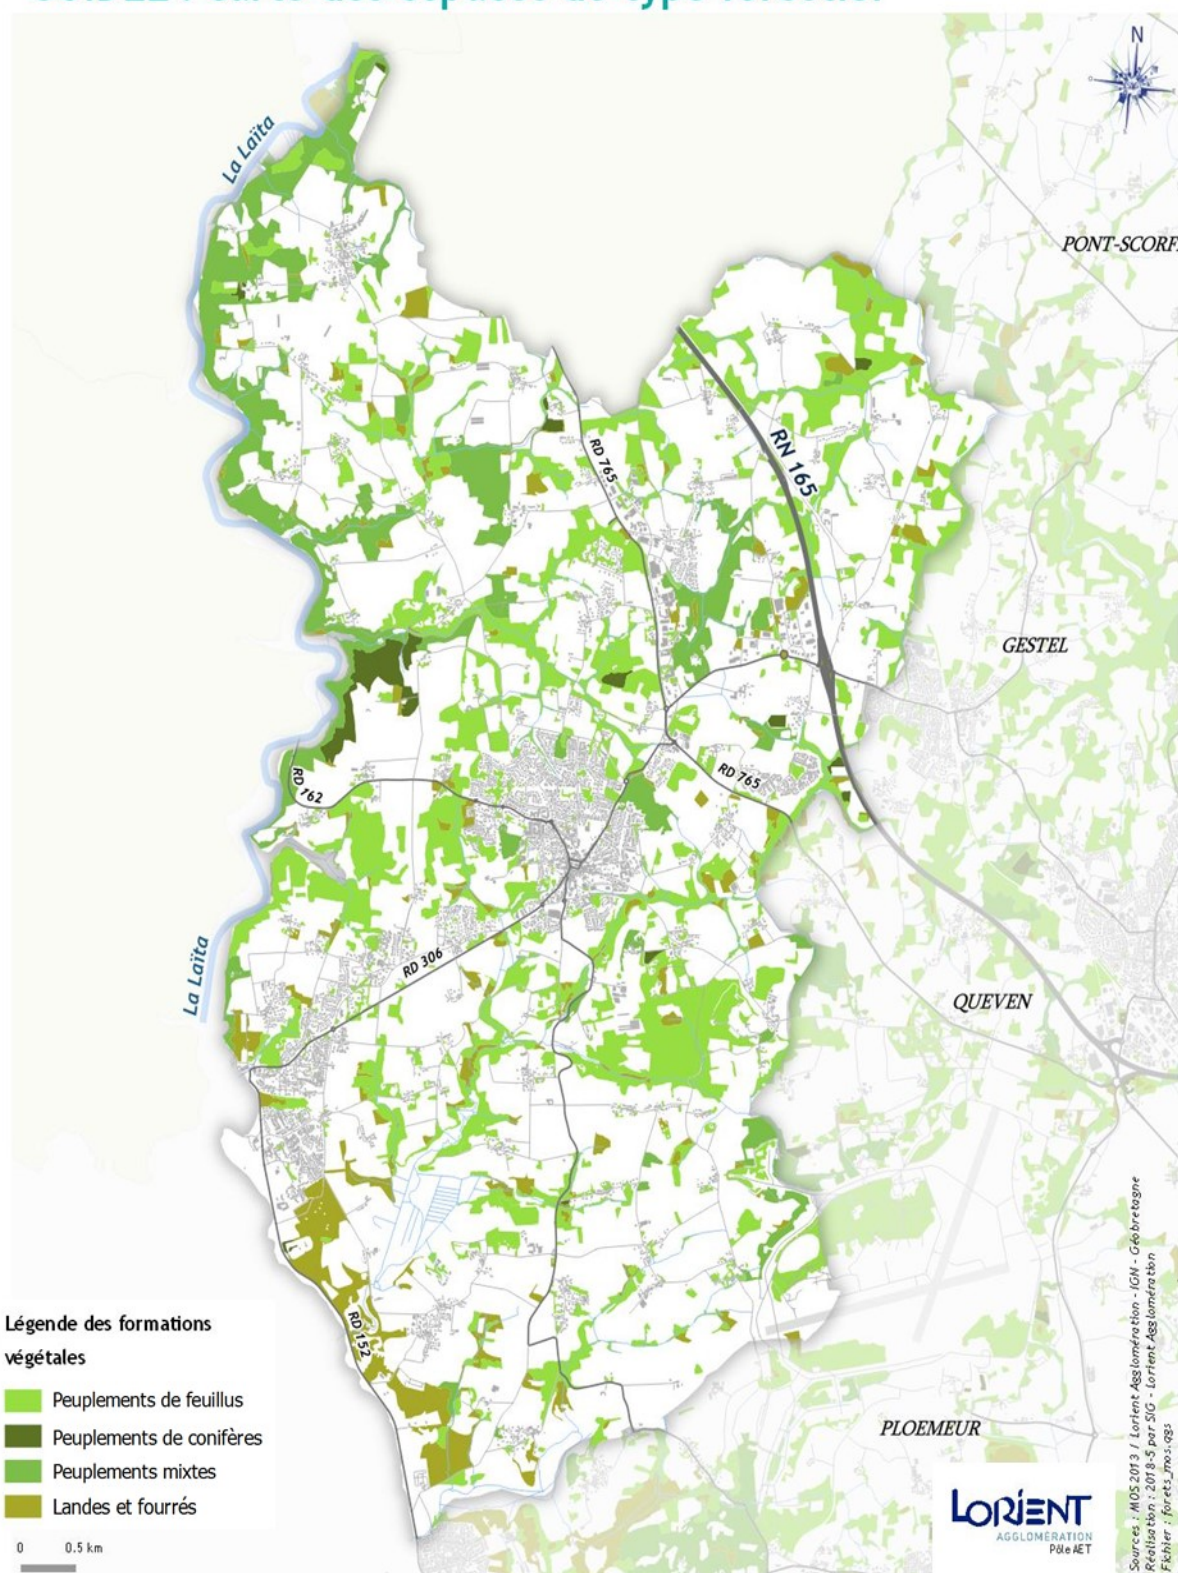 N
La Laïta
PONT-SCORF
RD 765
RN 165
GESTEL
RD 765
RD 162
La Laïta
RD 306
QUEVEN
RD 152
PLOEMEUR
Légende des formations
végétales
Peuplements de feuillus
Peuplements de conifères
Peuplements mixtes
Landes et fourrés
0 0.5 km
LORIENT
AGGLOMÉRATION
Pôle AET
Sources : MOS 2013 / Lorient Agglomération - IGN - Géobretagne
Réalisation : 2018-5 par SIG - Lorient Agglomération
Fichier : forets_mos.qgs